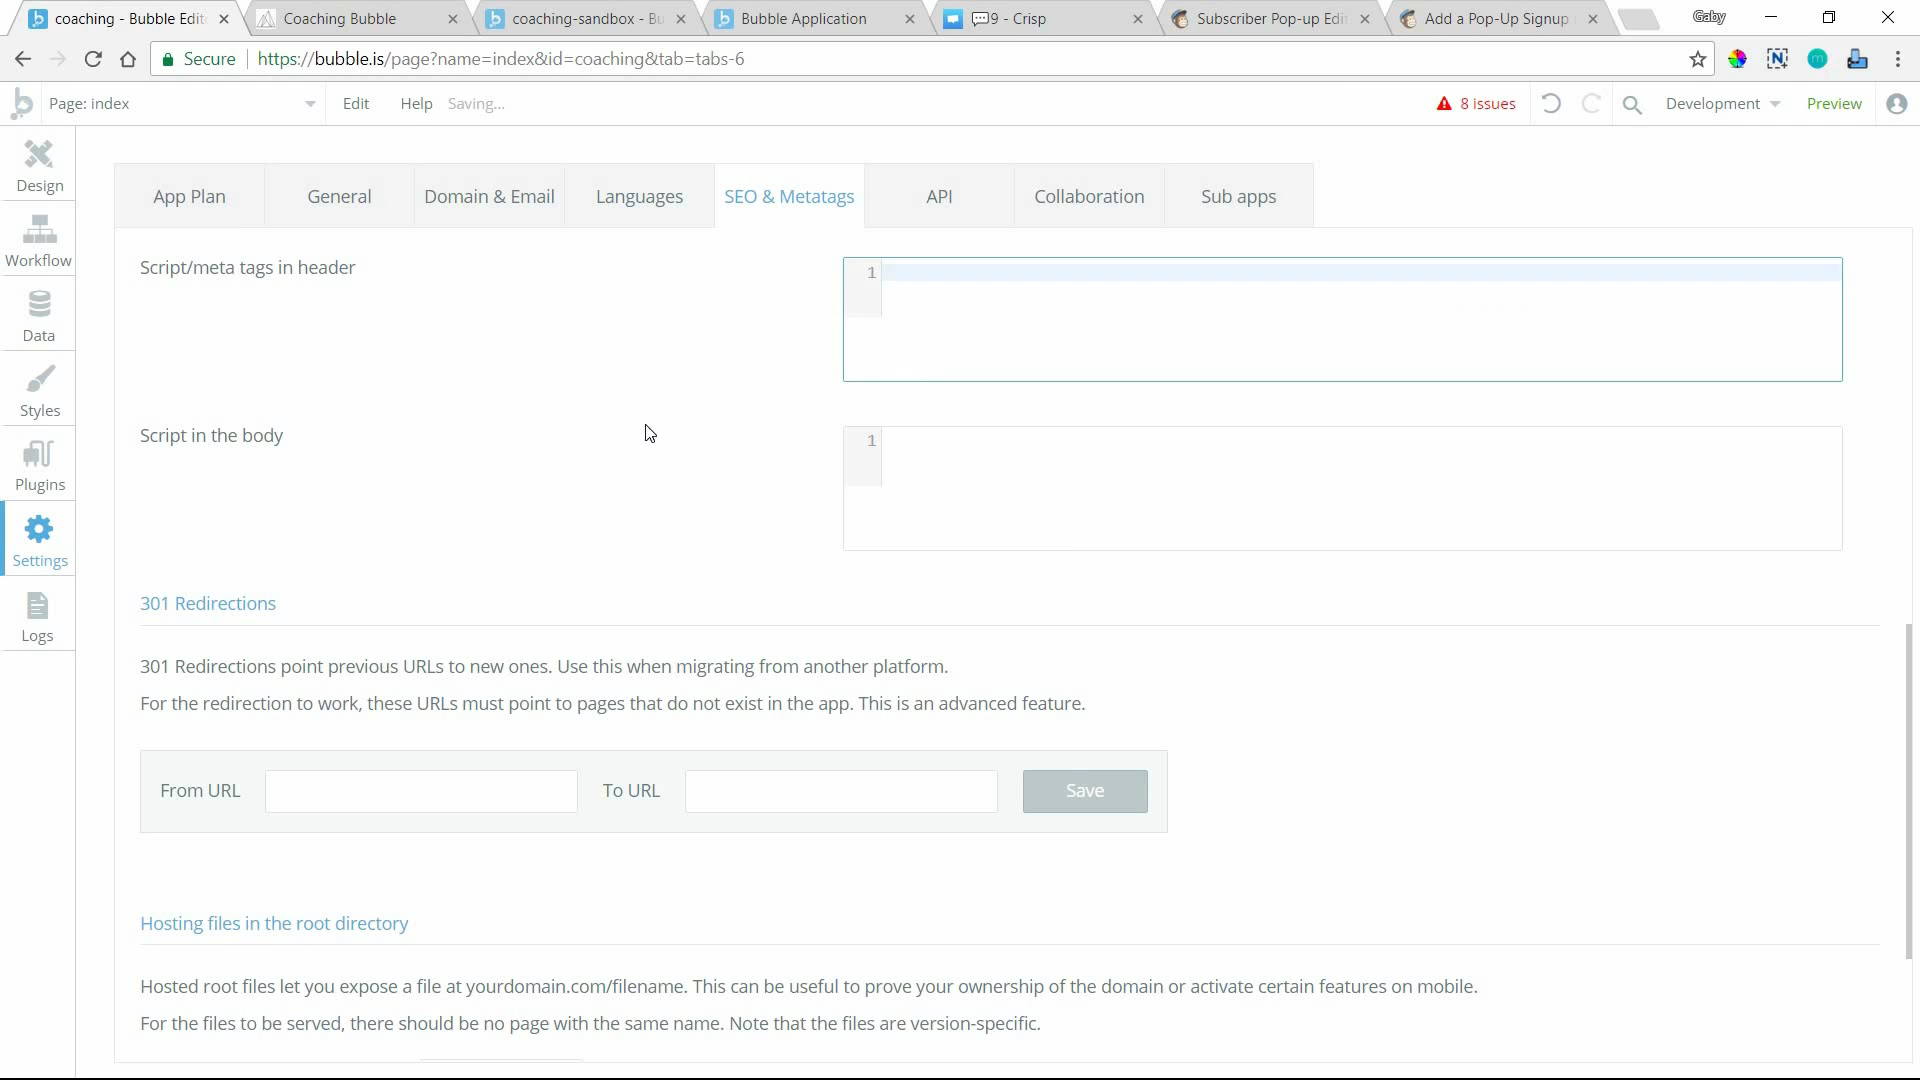 coaching - Bubble Edit
Coaching Bubble
coaching-sandbox - Bu
Bubble Application
9 - Crisp
Subscriber Pop-up Edi
Add a Pop-Up Signup
Gaby
Secure
https://bubble.is/page?name=index&id=coaching&tab=tabs-6
Page: index
Edit
Help
Saving...
8 issues
Development
Preview
Design
Workflow
Data
Styles
Plugins
Settings
Logs
App Plan
General
Domain & Email
Languages
SEO & Metatags
API
Collaboration
Sub apps
Script/meta tags in header
1
Script in the body
1
301 Redirections
301 Redirections point previous URLs to new ones. Use this when migrating from another platform.
For the redirection to work, these URLs must point to pages that do not exist in the app. This is an advanced feature.
From URL
To URL
Save
Hosting files in the root directory
Hosted root files let you expose a file at yourdomain.com/filename. This can be useful to prove your ownership of the domain or activate certain features on mobile.
For the files to be served, there should be no page with the same name. Note that the files are version-specific.